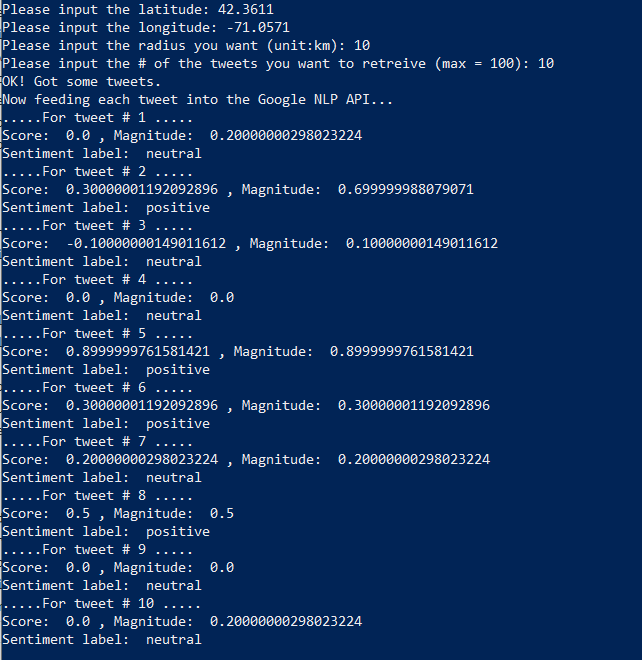 Please input the latitude: 42.3611
Please input the longitude: -71.0571
Please input the radius you want (unit:km): 10
Please input the # of the tweets you want to retreive (max = 100): 10
OK! Got some tweets.
Now feeding each tweet into the Google NLP API...
.....For tweet # 1 .....
Score:  0.0 , Magnitude:  0.20000000298023224
Sentiment label:  neutral
.....For tweet # 2 .....
Score:  0.30000001192092896 , Magnitude:  0.699999988079071
Sentiment label:  positive
.....For tweet # 3 .....
Score:  -0.10000000149011612 , Magnitude:  0.10000000149011612
Sentiment label:  neutral
.....For tweet # 4 .....
Score:  0.0 , Magnitude:  0.0
Sentiment label:  neutral
.....For tweet # 5 .....
Score:  0.8999999761581421 , Magnitude:  0.8999999761581421
Sentiment label:  positive
.....For tweet # 6 .....
Score:  0.30000001192092896 , Magnitude:  0.30000001192092896
Sentiment label:  positive
.....For tweet # 7 .....
Score:  0.20000000298023224 , Magnitude:  0.20000000298023224
Sentiment label:  neutral
.....For tweet # 8 .....
Score:  0.5 , Magnitude:  0.5
Sentiment label:  positive
.....For tweet # 9 .....
Score:  0.0 , Magnitude:  0.0
Sentiment label:  neutral
.....For tweet # 10 .....
Score:  0.0 , Magnitude:  0.20000000298023224
Sentiment label:  neutral